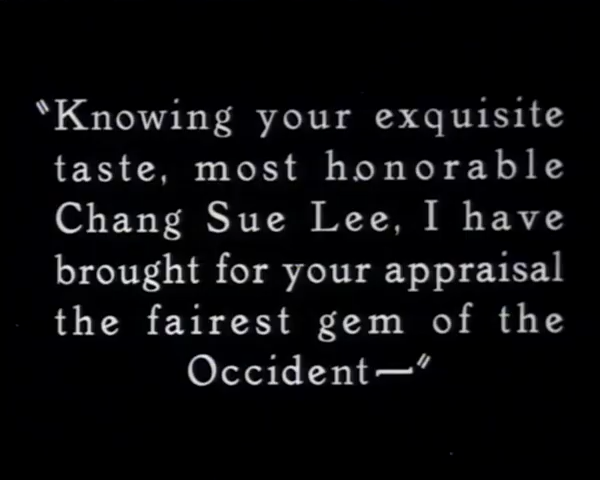 "Knowing your exquisite
taste, most honorable
Chang Sue Lee, I have
brought for your appraisal
the fairest gem of the
Occident—"